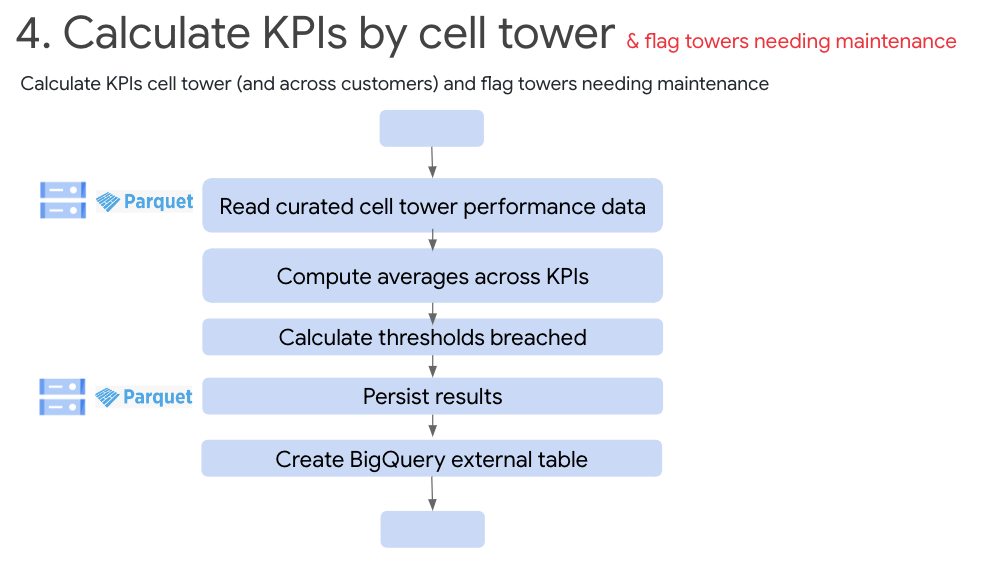 4. Calculate KPIs by cell tower & flag towers needing maintenance
Calculate KPIs cell tower (and across customers) and flag towers needing maintenance
Parquet
Read curated cell tower performance data
Compute averages across KPIs
Calculate thresholds breached
Parquet
Persist results
Create BigQuery external table